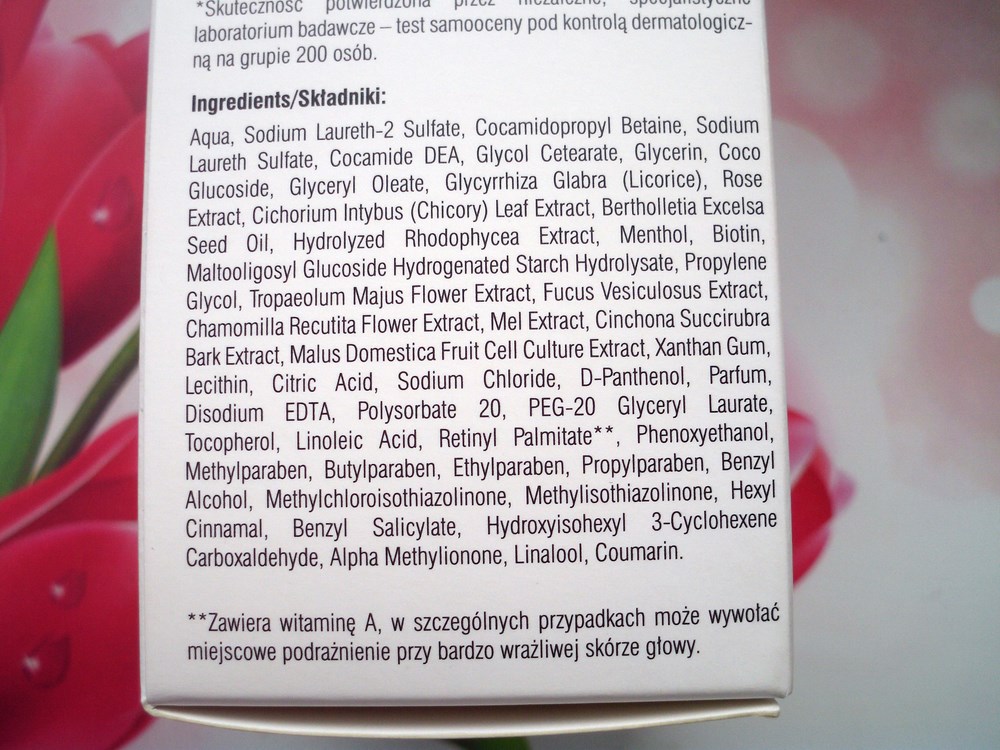 *Skuteczność potwierdzona przez niezależne, specjalistyczne
laboratorium badawcze – test samooceny pod kontrolą dermatologicz-
ną na grupie 200 osób.
Ingredients/Składniki:
Aqua, Sodium Laureth-2 Sulfate, Cocamidopropyl Betaine, Sodium
Laureth Sulfate, Cocamide DEA, Glycol Cetearate, Glycerin, Coco
Glucoside, Glyceryl Oleate, Glycyrrhiza Glabra (Licorice), Rose
Extract, Cichorium Intybus (Chicory) Leaf Extract, Bertholletia Excelsa
Seed Oil, Hydrolyzed Rhodophycea Extract, Menthol, Biotin,
Maltooligosyl Glucoside Hydrogenated Starch Hydrolysate, Propylene
Glycol, Tropaeolum Majus Flower Extract, Fucus Vesiculosus Extract,
Chamomilla Recutita Flower Extract, Mel Extract, Cinchona Succirubra
Bark Extract, Malus Domestica Fruit Cell Culture Extract, Xanthan Gum,
Lecithin, Citric Acid, Sodium Chloride, D-Panthenol, Parfum,
Disodium EDTA, Polysorbate 20, PEG-20 Glyceryl Laurate,
Tocopherol, Linoleic Acid, Retinyl Palmitate**, Phenoxyethanol,
Methylparaben, Butylparaben, Ethylparaben, Propylparaben, Benzyl
Alcohol, Methylchloroisothiazolinone, Methylisothiazolinone, Hexyl
Cinnamal, Benzyl Salicylate, Hydroxyisohexyl 3-Cyclohexene
Carboxaldehyde, Alpha Methylionone, Linalool, Coumarin.
**Zawiera witaminę A, w szczególnych przypadkach może wywołać
miejscowe podrażnienie przy bardzo wrażliwej skórze głowy.